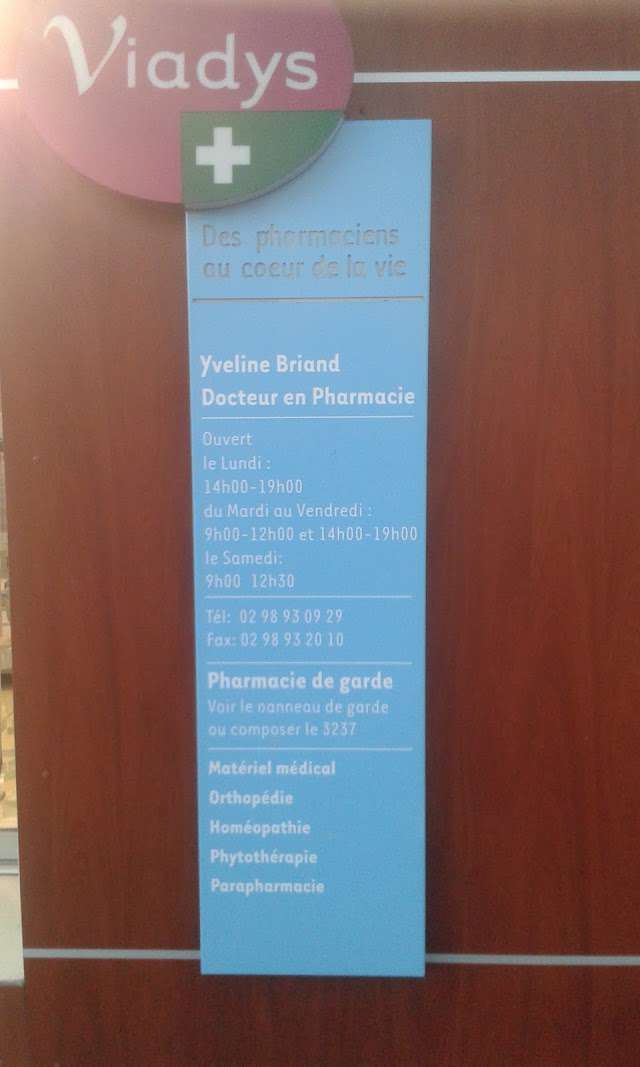 Viadys
Des pharmaciens
au coeur de la vie
Yveline Briand
Docteur en Pharmacie
Ouvert
le Lundi :
14h00-19h00
du Mardi au Vendredi :
9h00-12h00 et 14h00-19h00
le Samedi:
9h00 12h30
Tél: 02 98 93 09 29
Fax: 02 98 93 20 10
Pharmacie de garde
Voir le panneau de garde
ou composer le 3237
Matériel médical
Orthopédie
Homéopathie
Phytothérapie
Parapharmacie